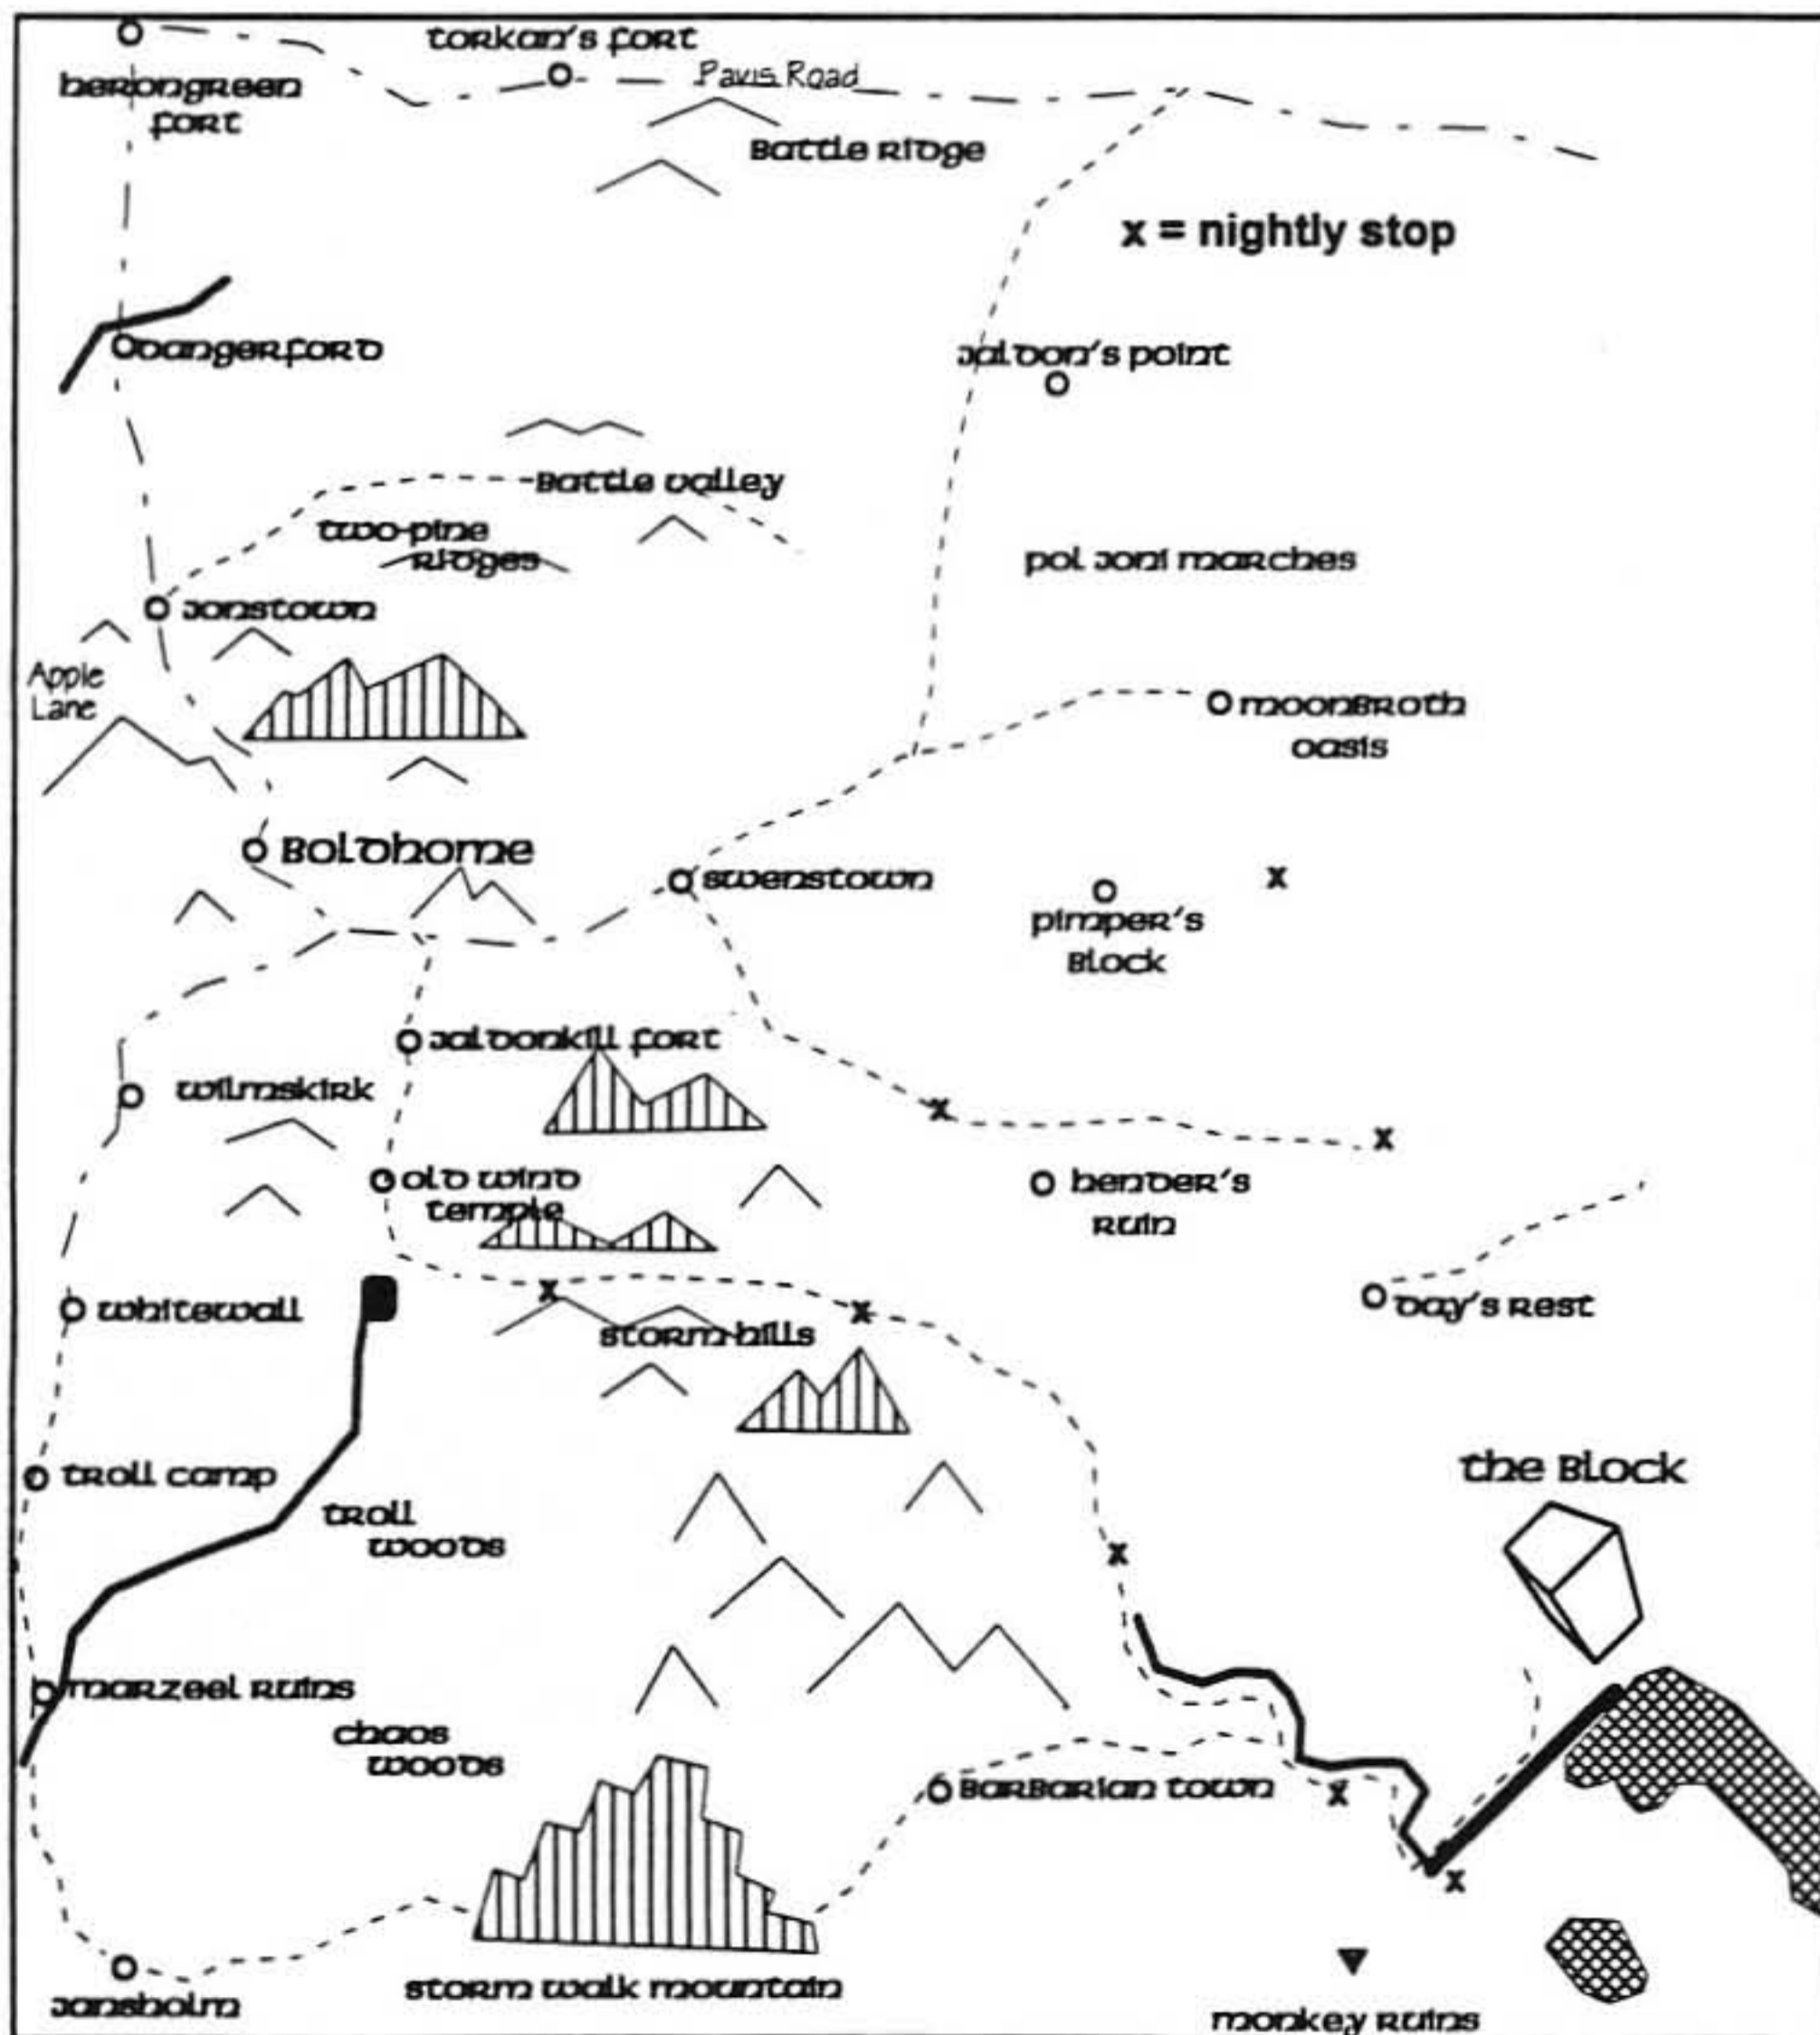 torkan's fort
Pavis Road
herongreen
fort
Battle Ridge
x = nightly stop
dangerford
jaldon's point
Battle valley
two-pine
Ridges
pol joni marches
jonstown
Apple
Lane
moonbroth
oasis
Boldhome
swenstown
x
pimper's
Block
jaldonkill fort
wilmskirk
x
x
old wind
temple
hender's
Ruin
x
whitewall
x
day's Rest
storm-hills
the Block
troll camp
troll
woods
x
marzeel Ruins
chaos
woods
Barbarian town
x
x
storm walk mountain
jansholm
monkey Ruins